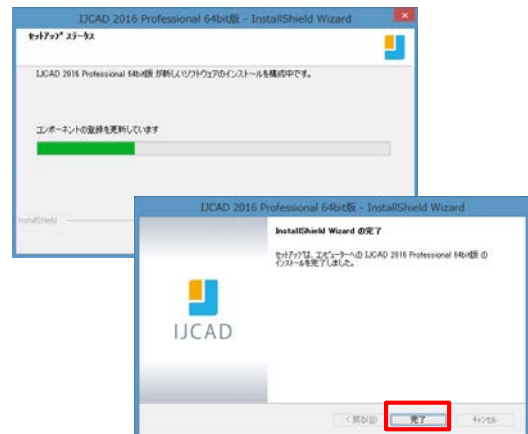 IJCAD 2016 Professional 64bit版 - InstallShield Wizard
セットアップ ステータス
IJCAD 2016 Professional 64bit版 が新しいソフトウェアのインストールを構成中です。
コンポーネントの登録を更新しています
InstallShield
IJCAD 2016 Professional 64bit版 - InstallShield Wizard
InstallShield Wizard の完了
セットアップは、コンピューターへの IJCAD 2016 Professional 64bit版 の
インストールを完了しました。
IJCAD
< 戻る(B)
完了
キャンセル